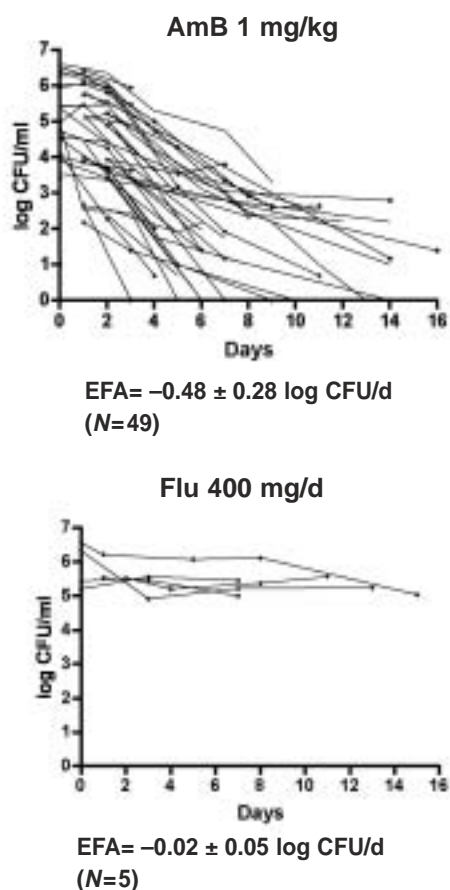 AmB 1 mg/kg
7
6
5
4
3
2
1
0
log CFU/ml
0 2 4 6 8 10 12 14 16
Days
EFA= –0.48 ± 0.28 log CFU/d
(N=49)
Flu 400 mg/d
7
6
5
4
3
2
1
0
log CFU/ml
0 2 4 6 8 10 12 14 16
Days
EFA= –0.02 ± 0.05 log CFU/d
(N=5)